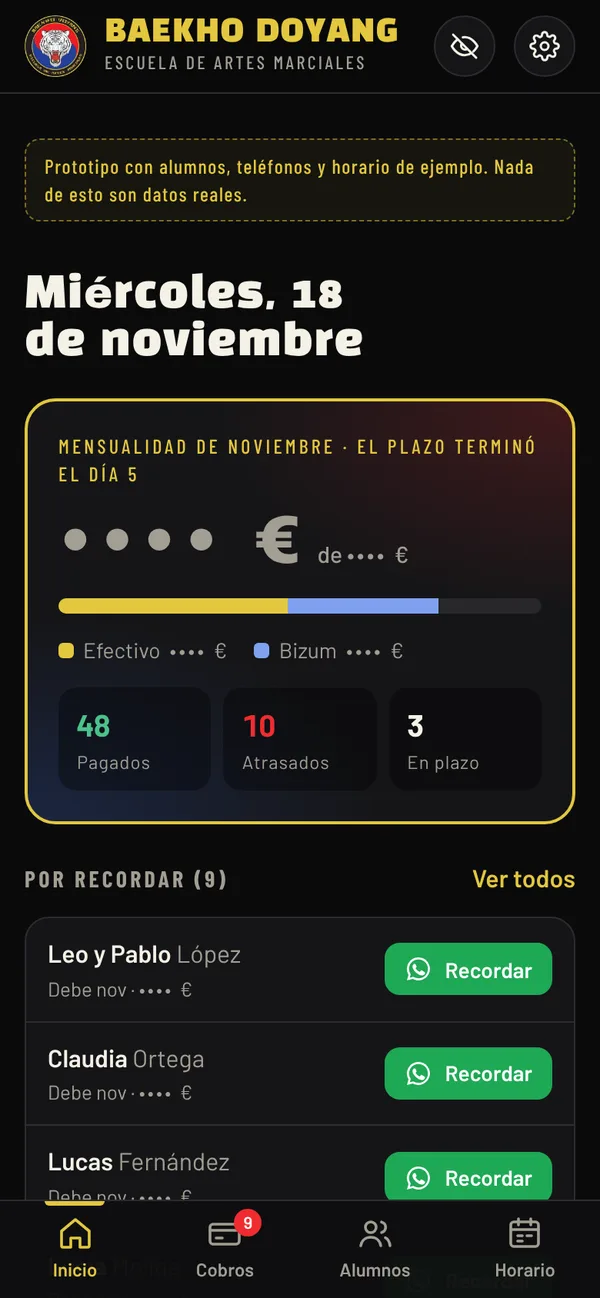 BAEKHO DOYANG
ESCUELA DE ARTES MARCIALES
Prototipo con alumnos, teléfonos y horario de ejemplo. Nada
de esto son datos reales.
Miércoles, 18
de noviembre
MENSUALIDAD DE NOVIEMBRE · EL PLAZO TERMINÓ
EL DÍA 5
•••• € de •••• €
Efectivo •••• € Bizum •••• €
48 10 3
Pagados Atrasados En plazo
POR RECORDAR (9) Ver todos
Leo y Pablo López
Debe nov · •••• €
Recordar
Claudia Ortega
Debe nov · •••• €
Recordar
Lucas Fernández
Debe nov · •••• €
Recordar
9
Inicio Cobros Alumnos Horario